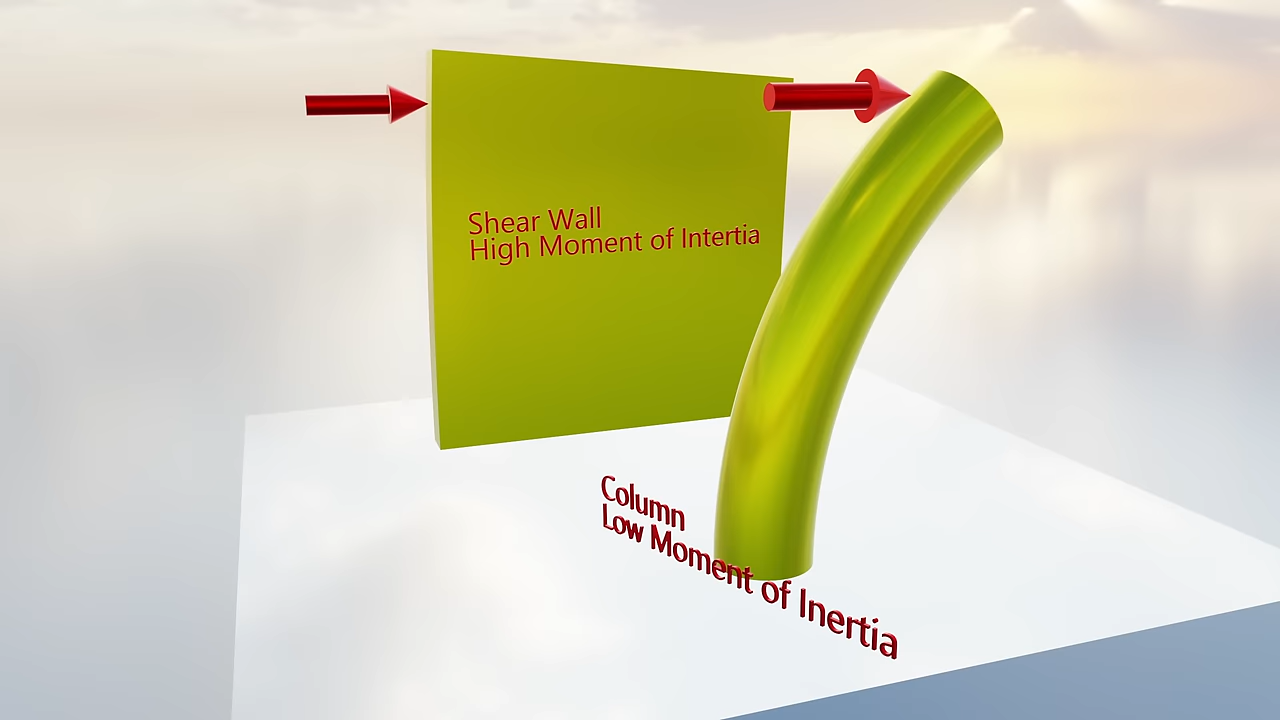 Shear Wall
High Moment of Intertia
Column
Low Moment of Inertia